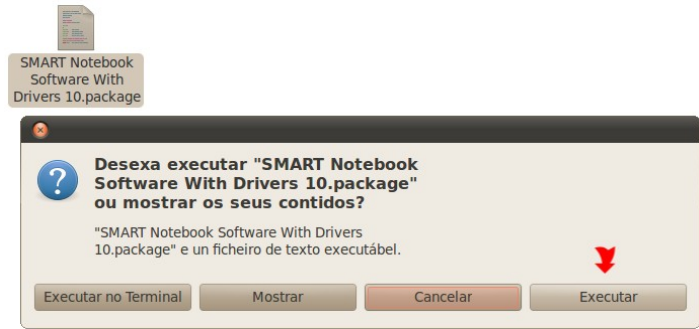 SMART Notebook
Software With
Drivers 10.package
Desexa executar "SMART Notebook
Software With Drivers 10.package"
ou mostrar os seus contidos?
"SMART Notebook Software With Drivers
10.package" e un ficheiro de texto executábel.
Executar no Terminal
Mostrar
Cancelar
Executar